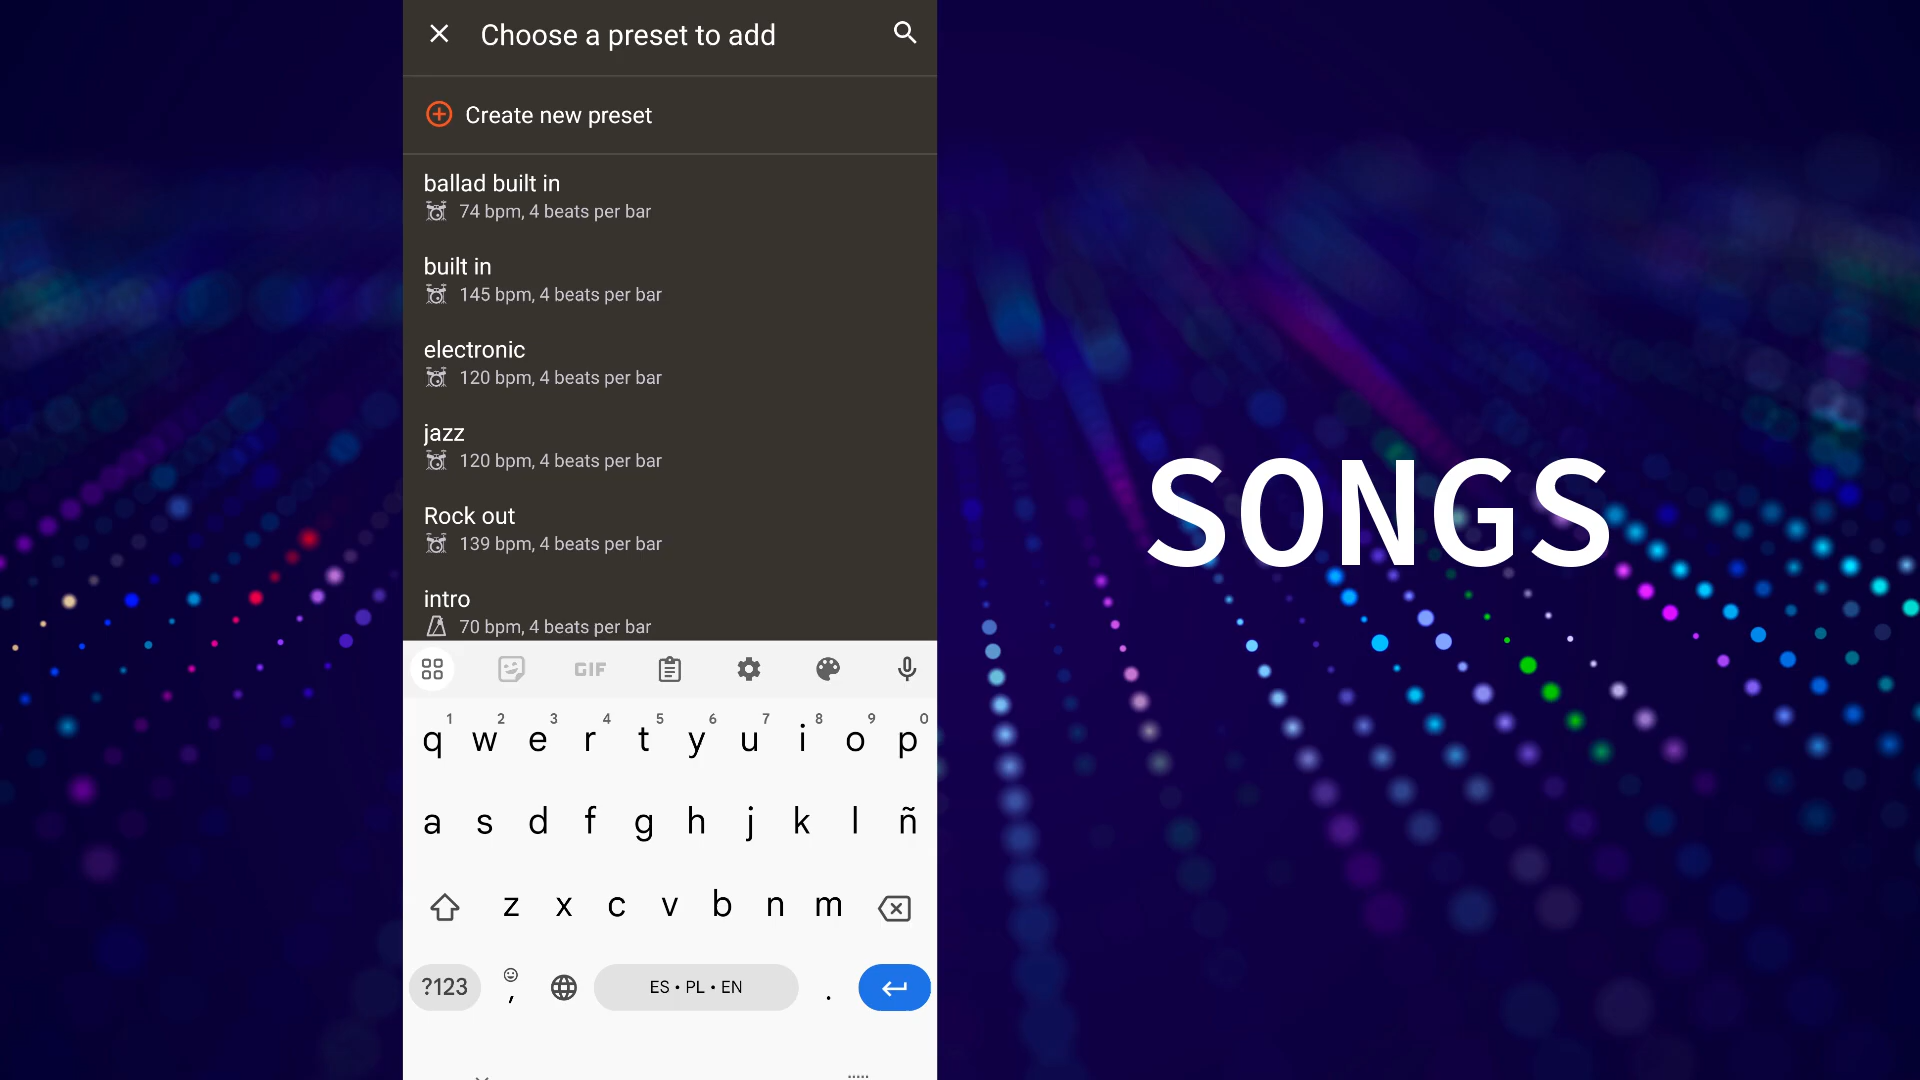 Choose a preset to add
Create new preset
ballad built in
74 bpm, 4 beats per bar
built in
145 bpm, 4 beats per bar
electronic
120 bpm, 4 beats per bar
jazz
120 bpm, 4 beats per bar
Rock out
139 bpm, 4 beats per bar
intro
70 bpm, 4 beats per bar
SONGS
GIF
1 2 3 4 5 6 7 8 9 0
q w e r t y u i o p
a s d f g h j k l ñ
z x c v b n m
?123 , ES • PL • EN .